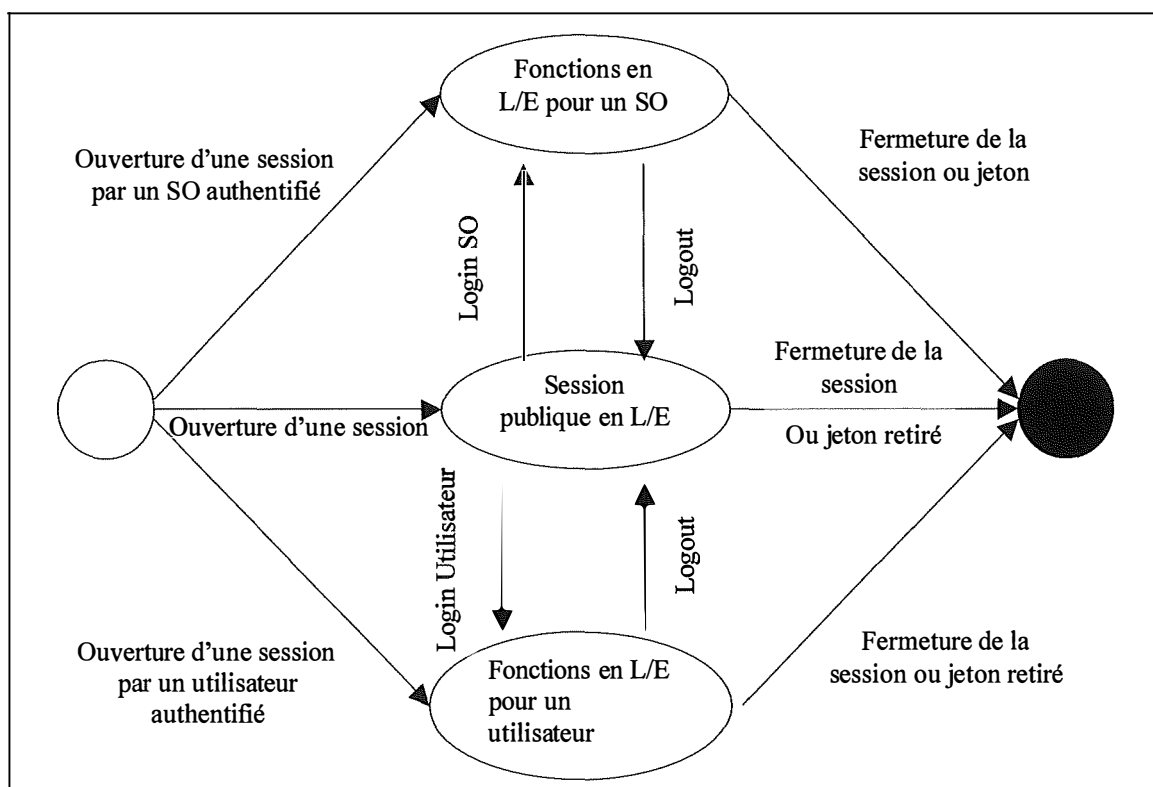 Fonctions en
L/E pour un SO
Ouverture d'une session
par un SO authentifié
Fermeture de la
session ou jeton
Login SO
Logout
Fermeture de la
session
Session
publique en L/E
Ouverture d'une session
Ou jeton retiré
Login Utilisateur
Logout
Ouverture d'une session
par un utilisateur
authentifié
Fonctions en L/E
pour un
utilisateur
Fermeture de la
session ou jeton retiré